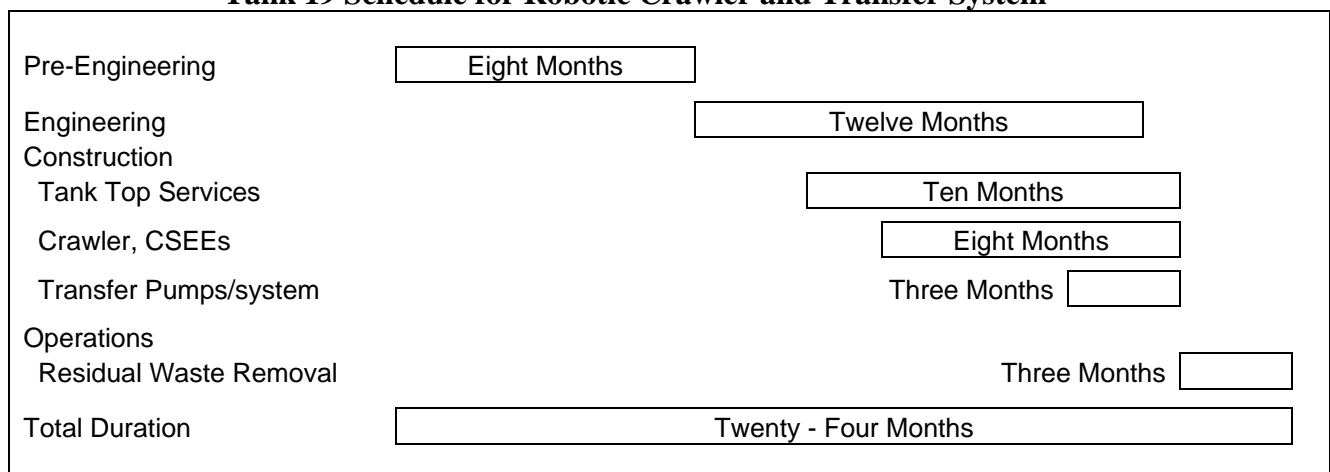 Tank 19 Schedule for Robotic Crawler and Transfer System
Pre-Engineering Eight Months
Engineering Twelve Months
Construction
Tank Top Services Ten Months
Crawler, CSEEs Eight Months
Transfer Pumps/system Three Months
Operations
Residual Waste Removal Three Months
Total Duration Twenty - Four Months